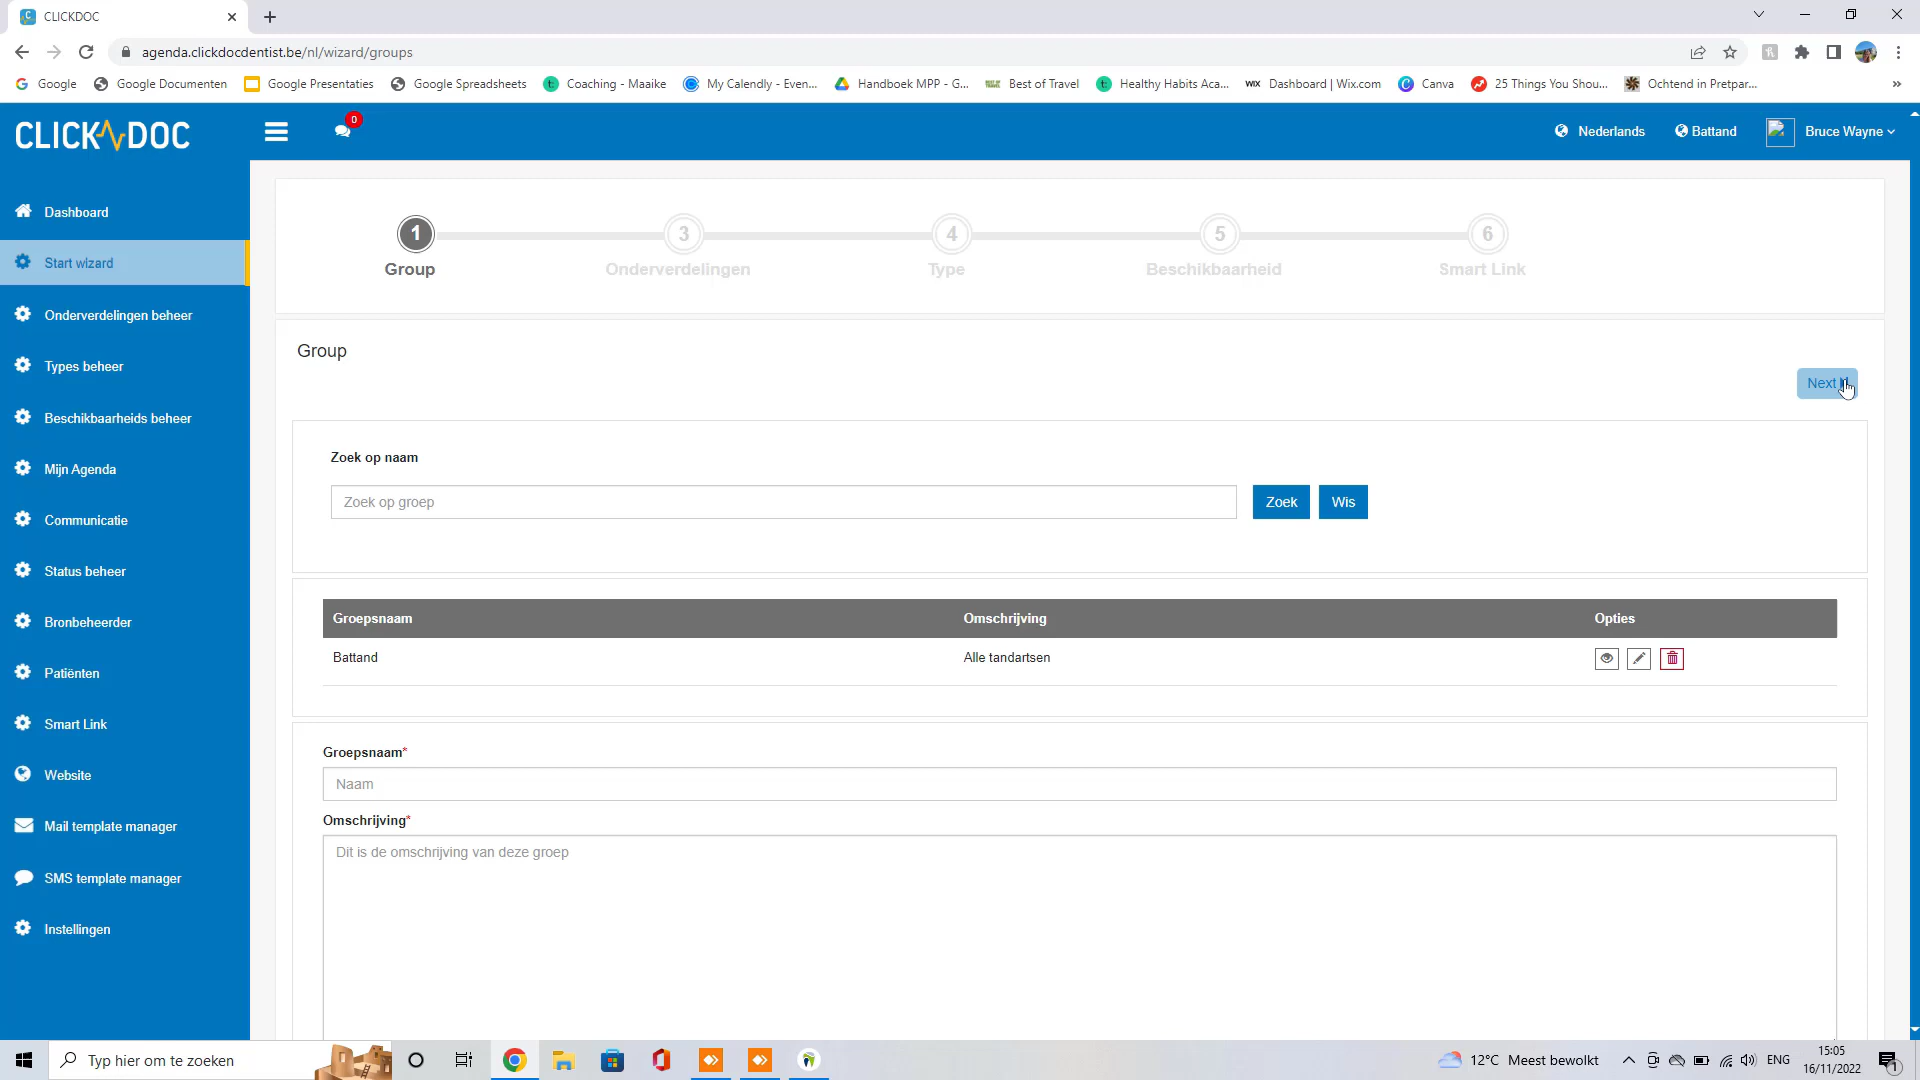 CLICKDOC
agenda.clickdocdentist.be/nl/wizard/groups
Google
Google Documenten
Google Presentaties
Google Spreadsheets
Coaching - Maaike
My Calendly - Even...
Handboek MPP - G...
Best of Travel
Healthy Habits Aca...
WIX
Dashboard | Wix.com
Canva
25 Things You Shou...
Ochtend in Pretpar...
»
CLICKDOC
0
Nederlands
Battand
Bruce Wayne
Dashboard
Start wizard
Onderverdelingen beheer
Types beheer
Beschikbaarheids beheer
Mijn Agenda
Communicatie
Status beheer
Bronbeheerder
Patiënten
Smart Link
Website
Mail template manager
SMS template manager
Instellingen
1
3
4
5
6
Group
Onderverdelingen
Type
Beschikbaarheid
Smart Link
Group
Next
Zoek op naam
Zoek op groep
Zoek
Wis
Groepsnaam
Omschrijving
Opties
Battand
Alle tandartsen
Groepsnaam*
Naam
Omschrijving*
Dit is de omschrijving van deze groep
Typ hier om te zoeken
12°C Meest bewolkt
ENG
15:05
16/11/2022
1